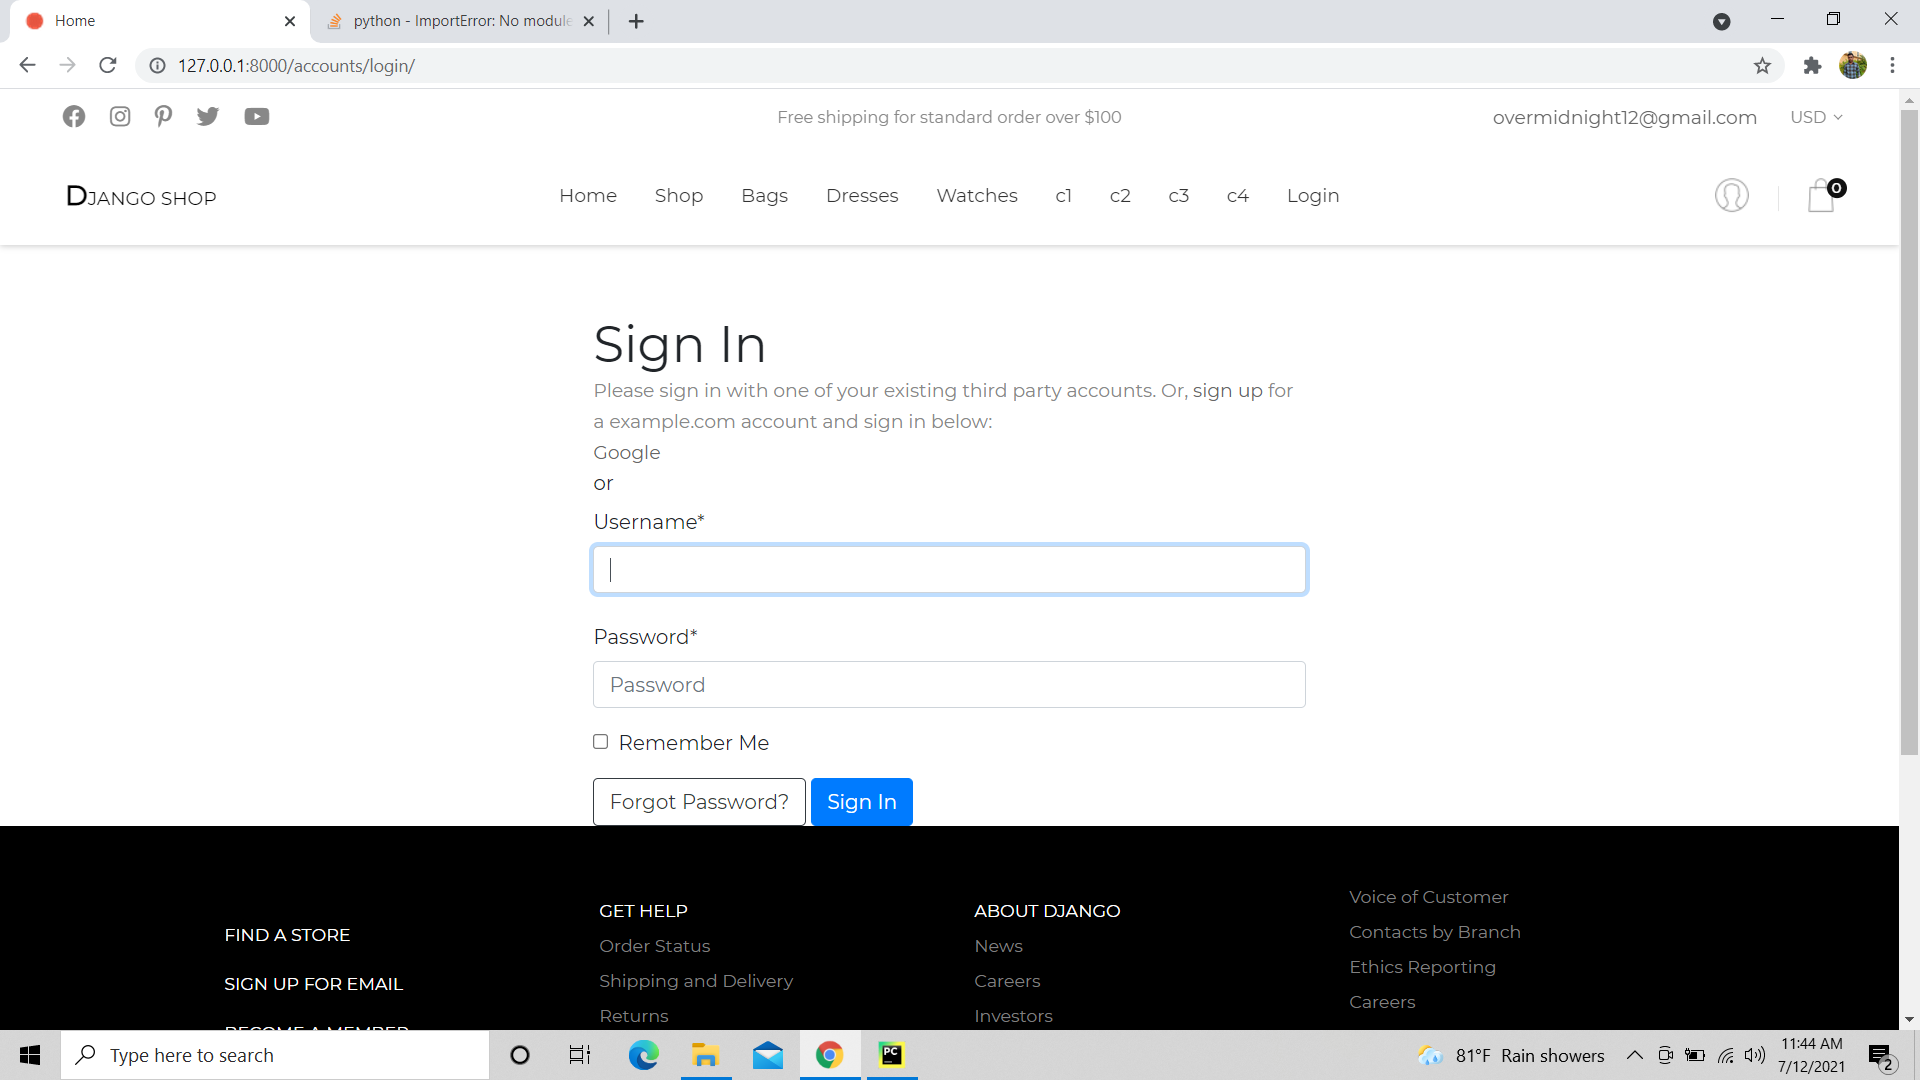 Home
python - ImportError: No module
127.0.0.1:8000/accounts/login/
Free shipping for standard order over $100
overmidnight12@gmail.com
USD
DJANGO SHOP
Home Shop Bags Dresses Watches c1 c2 c3 c4 Login
0
Sign In
Please sign in with one of your existing third party accounts. Or, sign up for
a example.com account and sign in below:
Google
or
Username*
Password*
Password
Remember Me
Forgot Password? Sign In
FIND A STORE
SIGN UP FOR EMAIL
BECOME A MEMBER
GET HELP
Order Status
Shipping and Delivery
Returns
ABOUT DJANGO
News
Careers
Investors
Voice of Customer
Contacts by Branch
Ethics Reporting
Careers
Type here to search
PC
81°F Rain showers
11:44 AM
7/12/2021
2